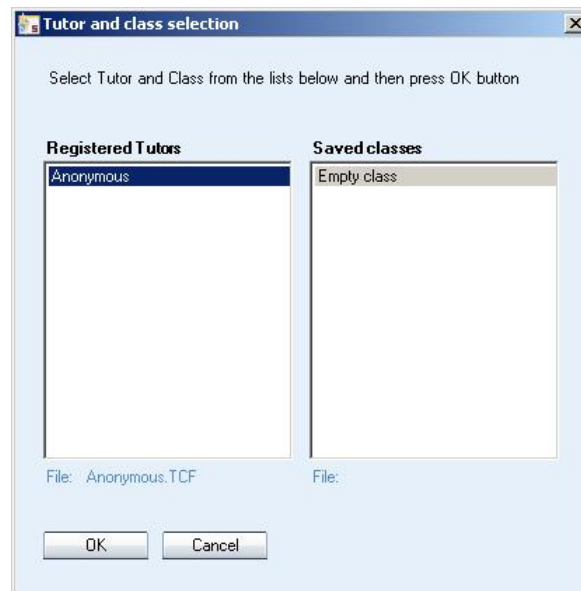 Tutor and class selection
Select Tutor and Class from the lists below and then press OK button
Registered Tutors
Saved classes
Anonymous
Empty class
File: Anonymous.TCF
File:
OK
Cancel